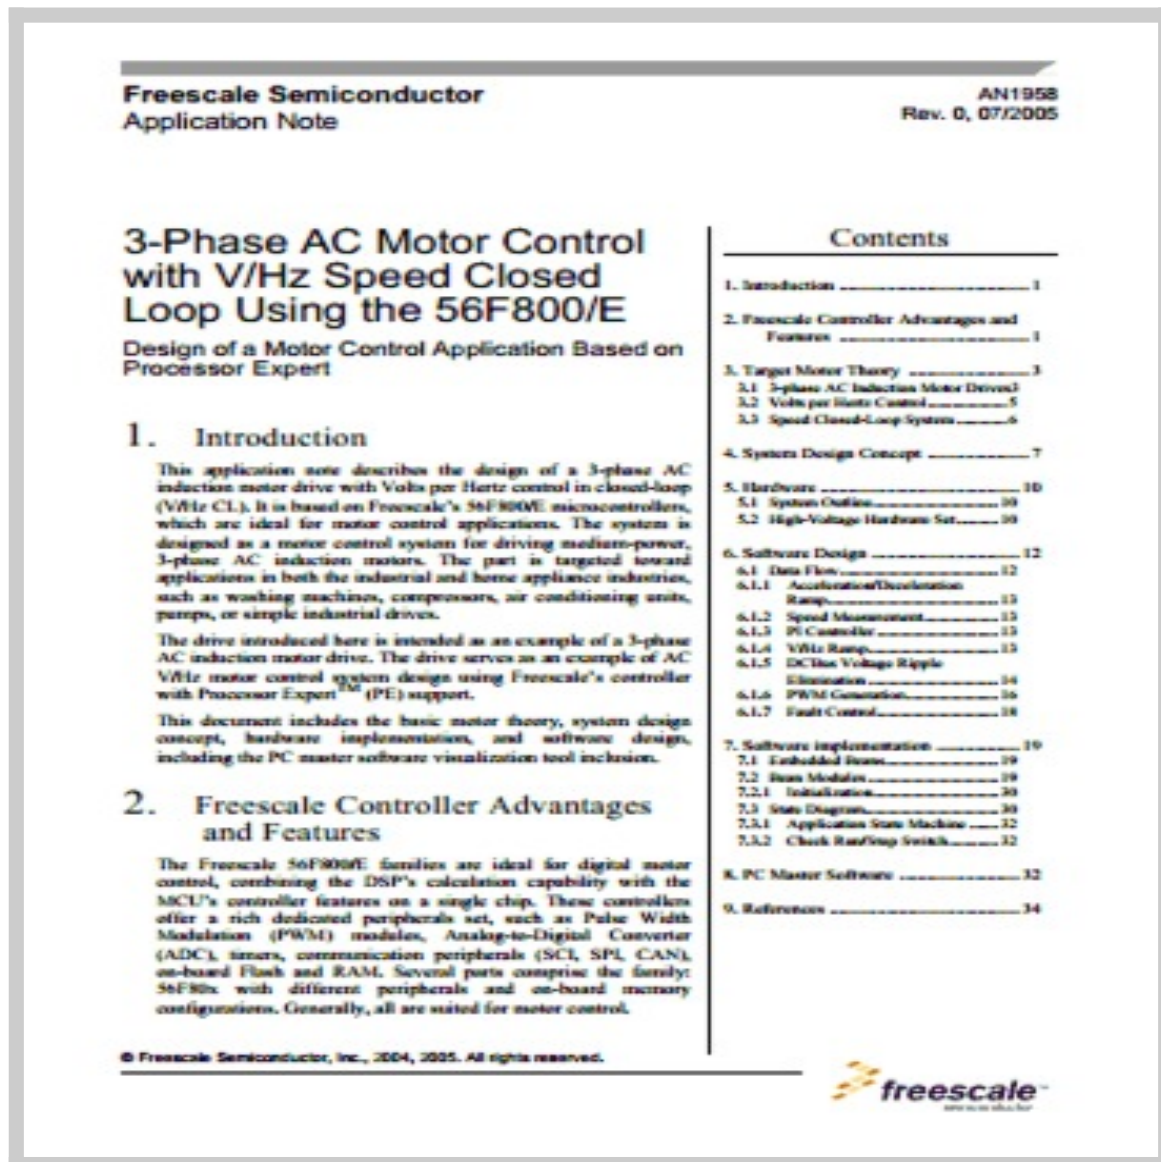 Freescale Semiconductor
Application Note
AN1958
Rev. 0, 07/2005
3-Phase AC Motor Control
with V/Hz Speed Closed
Loop Using the 56F800/E
Design of a Motor Control Application Based on
Processor Expert
1. Introduction
This application note describes the design of a 3-phase AC
induction motor drive with Volts per Hertz control in closed-loop
(V/Hz CL). It is based on Freescale's 56F800/E microcontrollers,
which are ideal for motor control applications. The system is
designed as a motor control system for driving medium-power,
3-phase AC induction motors. The part is targeted toward
applications in both the industrial and home appliance industries,
such as washing machines, compressors, air conditioning units,
pumps, or simple industrial drives.
The drive introduced here is intended as an example of a 3-phase
AC induction motor drive. The drive serves as an example of AC
V/Hz motor control system design using Freescale's controller
with Processor Expert™ (PE) support.
This document includes the basic motor theory, system design
concept, hardware implementation, and software design,
including the PC master software visualization tool inclusion.
2. Freescale Controller Advantages
and Features
The Freescale 56F800/E families are ideal for digital motor
control, combining the DSP's calculation capability with the
MCU's controller features on a single chip. These controllers
offer a rich dedicated peripherals set, such as Pulse Width
Modulation (PWM) modules, Analog-to-Digital Converter
(ADC), timers, communication peripherals (SCI, SPI, CAN),
on-board Flash and RAM. Several parts comprise the family:
56F80x with different peripherals and on-board memory
configurations. Generally, all are suited for motor control.
Contents
1. Introduction 1
2. Freescale Controller Advantages and
Features 1
3. Target Motor Theory 3
3.1 3-phase AC Induction Motor Drives3
3.2 Volts per Hertz Control 5
3.3 Speed Closed-Loop System 6
4. System Design Concept 7
5. Hardware 10
5.1 System Outline 10
5.2 High-Voltage Hardware Set 10
6. Software Design 12
6.1 Data Flow 12
6.1.1 Acceleration/Deceleration
Ramp 13
6.1.2 Speed Measurement 13
6.1.3 PI Controller 13
6.1.4 V/Hz Ramp 13
6.1.5 DCBus Voltage Ripple
Elimination 14
6.1.6 PWM Generation 16
6.1.7 Fault Control 18
7. Software implementation 19
7.1 Embedded Beans 19
7.2 Bean Modules 19
7.2.1 Initialization 30
7.3 State Diagram 30
7.3.1 Application State Machine 32
7.3.2 Check Run/Stop Switch 32
8. PC Master Software 32
9. References 34
© Freescale Semiconductor, Inc., 2004, 2005. All rights reserved.
freescale™
semiconductor